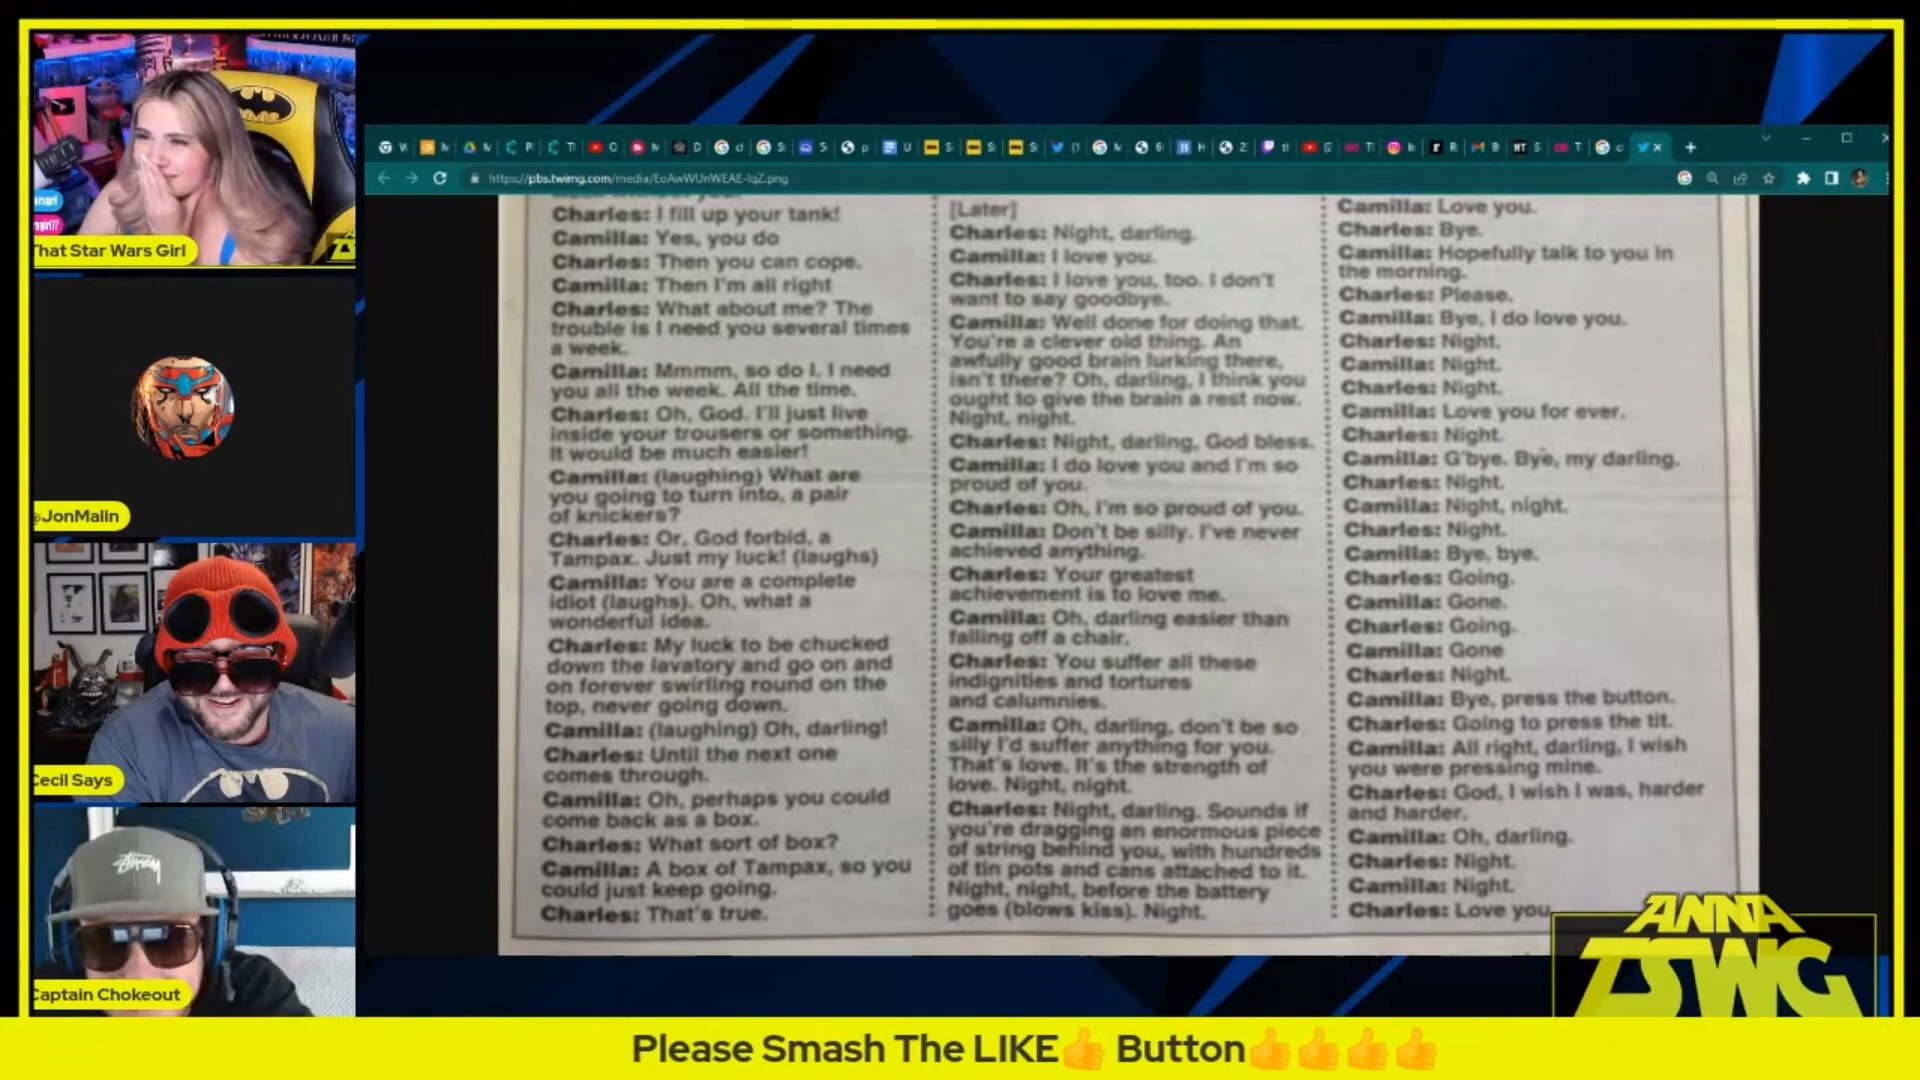 https://pbs.twimg.com/media/EoAwWUnWEAE-IqZ.png
That Star Wars Girl
@JonMalin
Cecil Says
STUSSY
Captain Chokeout
Charles: I fill up your tank!
Camilla: Yes, you do
Charles: Then you can cope.
Camilla: Then I'm all right
Charles: What about me? The
trouble is I need you several times
a week.
Camilla: Mmmm, so do I. I need
you all the week. All the time.
Charles: Oh, God. I'll just live
inside your trousers or something.
It would be much easier!
Camilla: (laughing) What are
you going to turn into, a pair
of knickers?
Charles: Or, God forbid, a
Tampax. Just my luck! (laughs)
Camilla: You are a complete
idiot (laughs). Oh, what a
wonderful idea.
Charles: My luck to be chucked
down the lavatory and go on and
on forever swirling round on the
top, never going down.
Camilla: (laughing) Oh, darling!
Charles: Until the next one
comes through.
Camilla: Oh, perhaps you could
come back as a box.
Charles: What sort of box?
Camilla: A box of Tampax, so you
could just keep going.
Charles: That's true.
[Later]
Charles: Night, darling.
Camilla: I love you.
Charles: I love you, too. I don't
want to say goodbye.
Camilla: Well done for doing that.
You're a clever old thing. An
awfully good brain lurking there,
isn't there? Oh, darling, I think you
ought to give the brain a rest now.
Night, night.
Charles: Night, darling, God bless.
Camilla: I do love you and I'm so
proud of you.
Charles: Oh, I'm so proud of you.
Camilla: Don't be silly. I've never
achieved anything.
Charles: Your greatest
achievement is to love me.
Camilla: Oh, darling easier than
falling off a chair.
Charles: You suffer all these
indignities and tortures
and calumnies.
Camilla: Oh, darling, don't be so
silly I'd suffer anything for you.
That's love. It's the strength of
love. Night, night.
Charles: Night, darling. Sounds if
you're dragging an enormous piece
of string behind you, with hundreds
of tin pots and cans attached to it.
Night, night, before the battery
goes (blows kiss). Night.
Camilla: Love you.
Charles: Bye.
Camilla: Hopefully talk to you in
the morning.
Charles: Please.
Camilla: Bye, I do love you.
Charles: Night.
Camilla: Night.
Charles: Night.
Camilla: Love you for ever.
Charles: Night.
Camilla: G'bye. Bye, my darling.
Charles: Night.
Camilla: Night, night.
Charles: Night.
Camilla: Bye, bye.
Charles: Going.
Camilla: Gone.
Charles: Going.
Camilla: Gone
Charles: Night.
Camilla: Bye, press the button.
Charles: Going to press the tit.
Camilla: All right, darling, I wish
you were pressing mine.
Charles: God, I wish I was, harder
and harder.
Camilla: Oh, darling.
Charles: Night.
Camilla: Night.
Charles: Love you
ANNA
TSWG
Please Smash The LIKE👍 Button👍👍👍👍